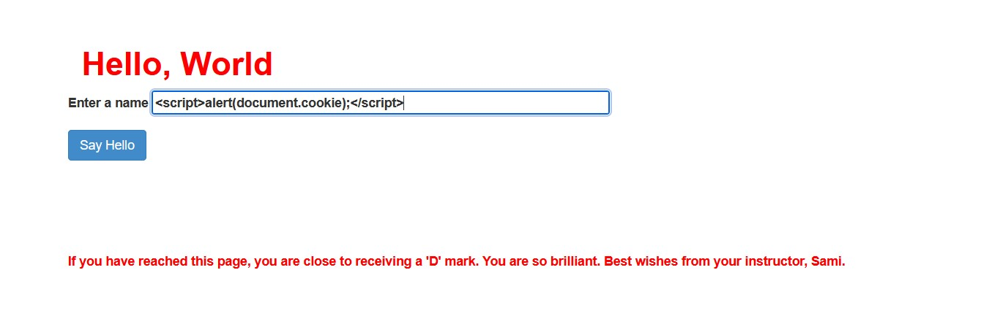 Hello, World
Enter a name <script>alert(document.cookie);</script>
Say Hello
If you have reached this page, you are close to receiving a 'D' mark. You are so brilliant. Best wishes from your instructor, Sami.